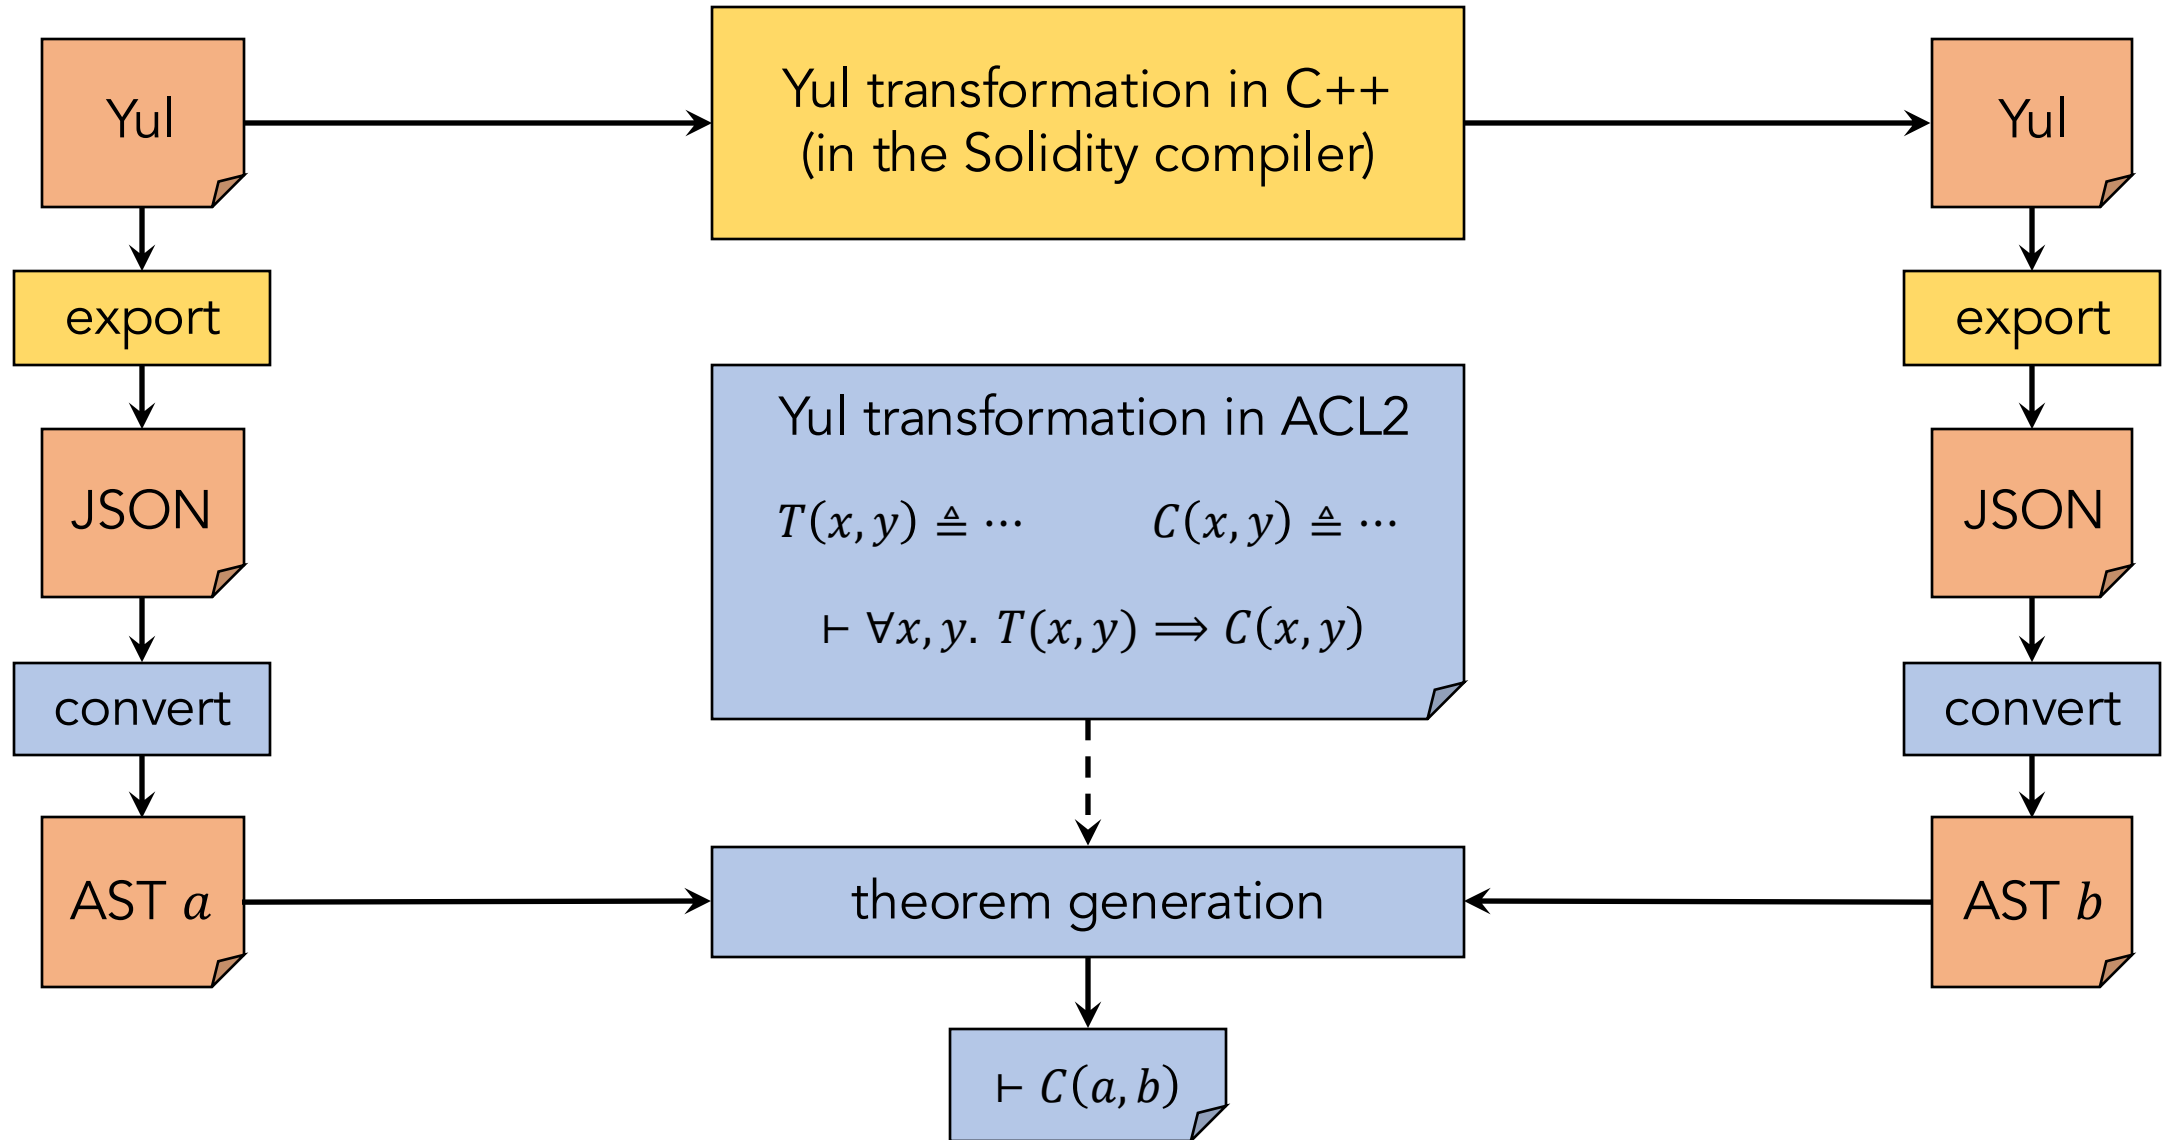 Yul
Yul transformation in C++
(in the Solidity compiler)
Yul
export
export
Yul transformation in ACL2
JSON
T(x, y) ≜ ⋯
C(x, y) ≜ ⋯
JSON
⊢ ∀x, y. T(x, y) ⟹ C(x, y)
convert
convert
AST a
theorem generation
AST b
⊢ C(a, b)